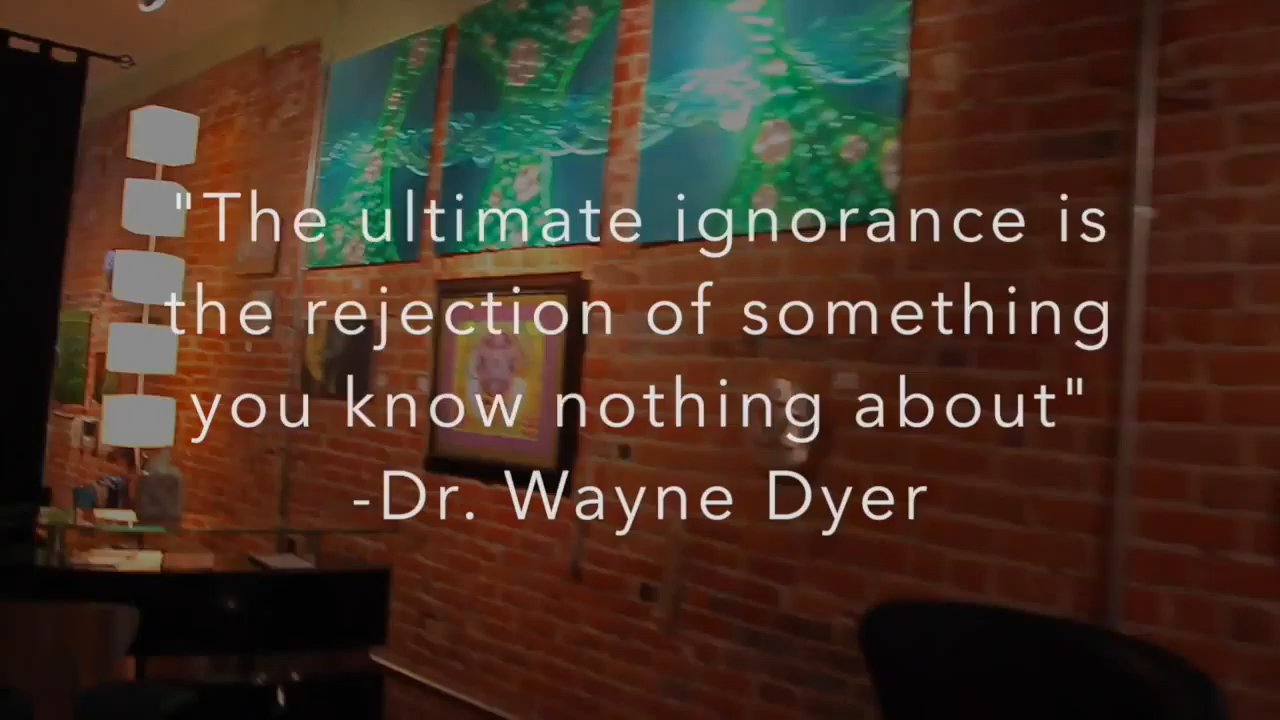 "The ultimate ignorance is
the rejection of something
you know nothing about"
-Dr. Wayne Dyer